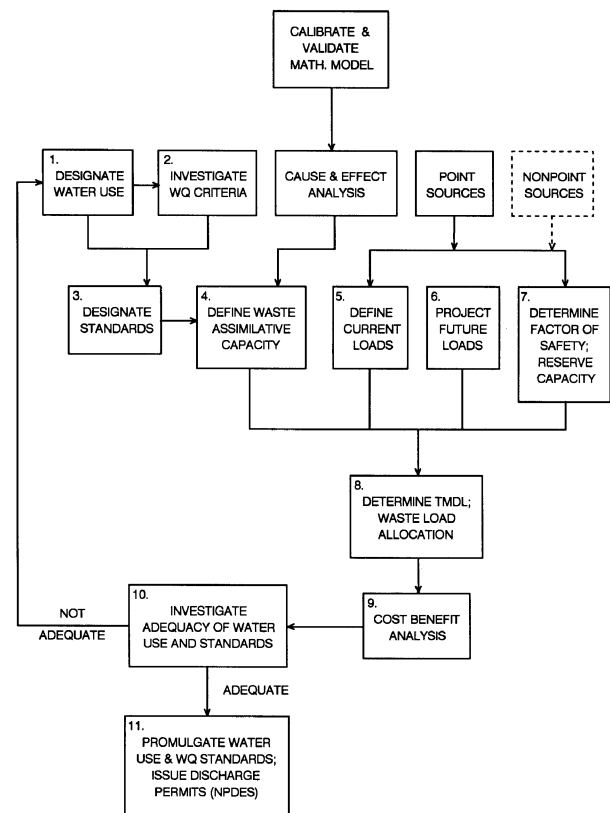 CALIBRATE &
VALIDATE
MATH. MODEL
1.
DESIGNATE
WATER USE
2.
INVESTIGATE
WQ CRITERIA
CAUSE & EFFECT
ANALYSIS
POINT
SOURCES
NONPOINT
SOURCES
3.
DESIGNATE
STANDARDS
4.
DEFINE WASTE
ASSIMILATIVE
CAPACITY
5.
DEFINE
CURRENT
LOADS
6.
PROJECT
FUTURE
LOADS
7.
DETERMINE
FACTOR OF
SAFETY;
RESERVE
CAPACITY
8.
DETERMINE TMDL;
WASTE LOAD
ALLOCATION
9.
COST BENEFIT
ANALYSIS
10.
INVESTIGATE
ADEQUACY OF WATER
USE AND STANDARDS
NOT
ADEQUATE
ADEQUATE
11.
PROMULGATE WATER
USE & WQ STANDARDS;
ISSUE DISCHARGE
PERMITS (NPDES)